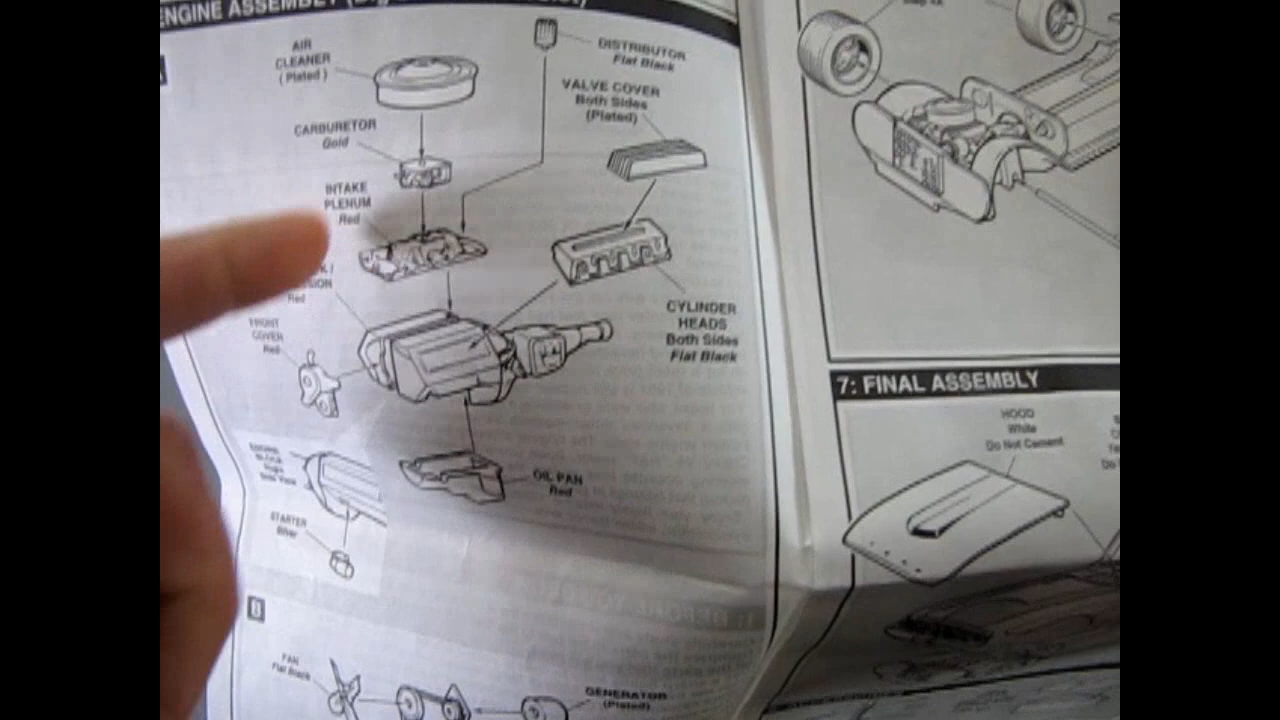 ENGINE ASSEMBLY
AIR
CLEANER
( Plated )
DISTRIBUTOR
Flat Black
VALVE COVER
Both Sides
(Plated)
CARBURETOR
Gold
INTAKE
PLENUM
Red
Red
FRONT
COVER
Red
CYLINDER
HEADS
Both Sides
Flat Black
OIL PAN
Red
STARTER
Silver
B
FAN
Flat Black
GENERATOR
(Plated)
7: FINAL ASSEMBLY
HOOD
White
Do Not Cement